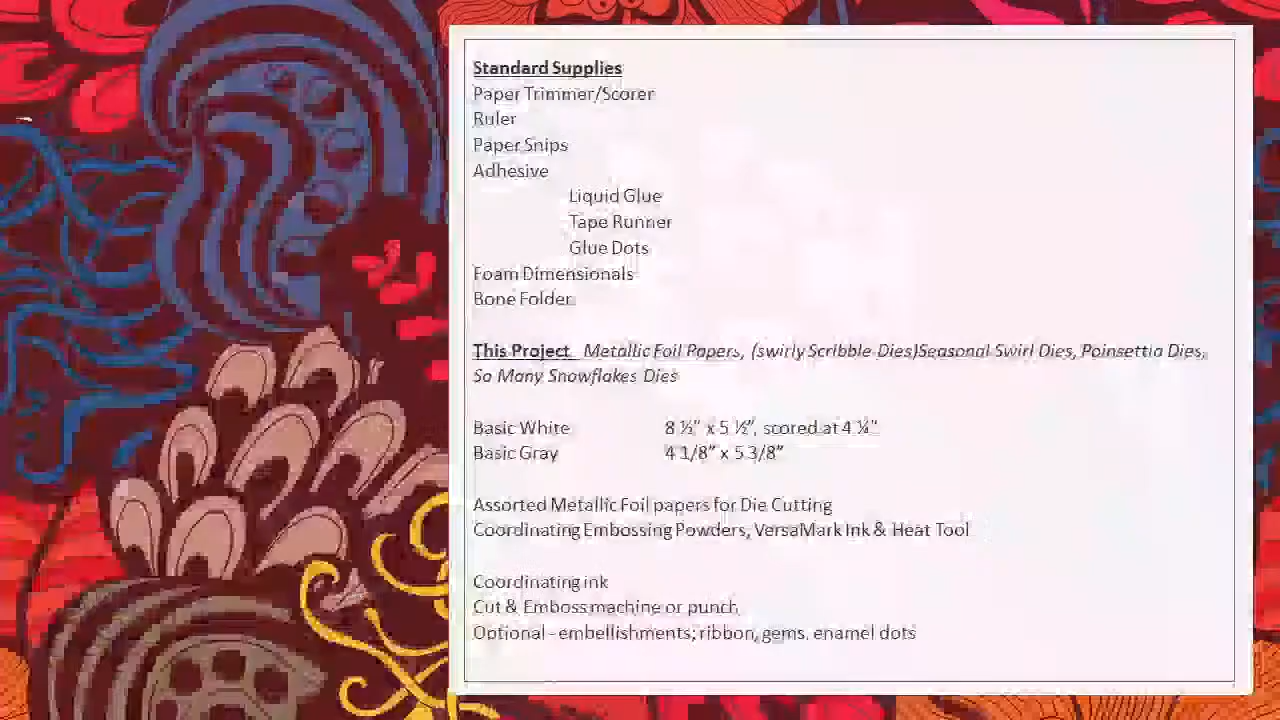 Standard Supplies
Paper Trimmer/Scorer
Ruler
Paper Snips
Adhesive
Liquid Glue
Tape Runner
Glue Dots
Foam Dimensionals
Bone Folder
This Project  Metallic Foil Papers, (swirly Scribble Dies)Seasonal Swirl Dies, Poinsettia Dies,
So Many Snowflakes Dies
Basic White 8 ½" x 5 ½", scored at 4 ¼"
Basic Gray 4 1/8" x 5 3/8"
Assorted Metallic Foil papers for Die Cutting
Coordinating Embossing Powders, VersaMark Ink & Heat Tool
Coordinating ink
Cut & Emboss machine or punch
Optional - embellishments; ribbon, gems, enamel dots